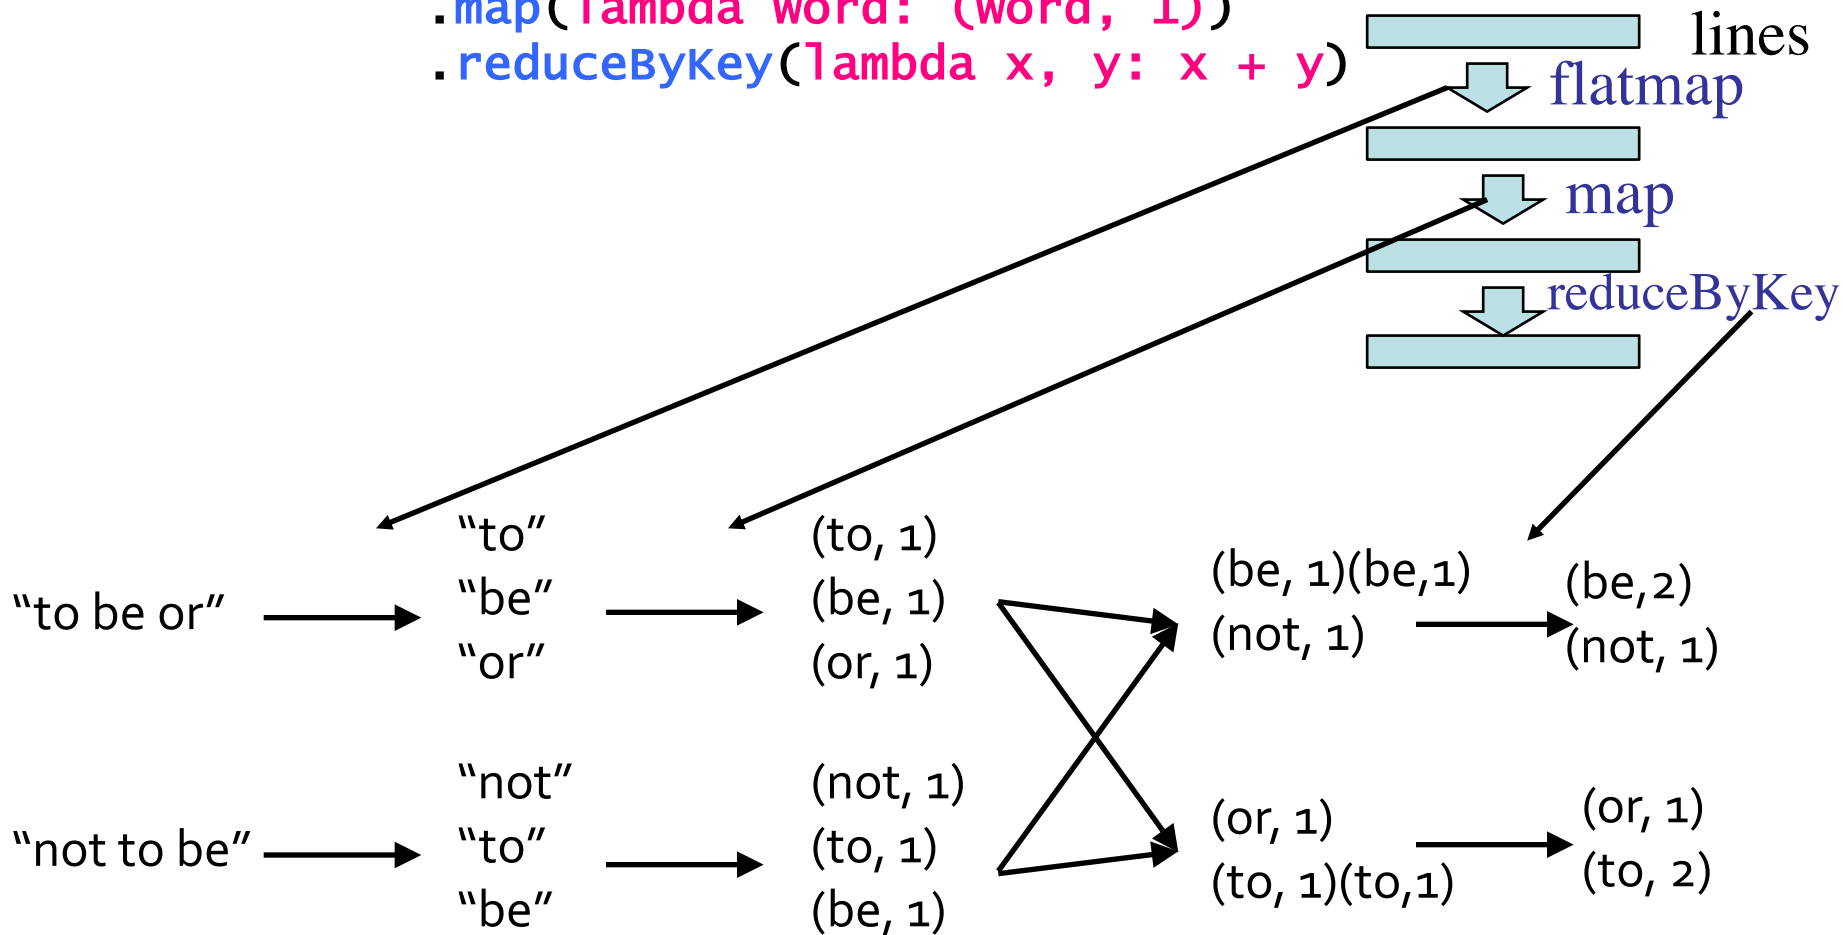 .map(lambda word: (word, 1))
.reduceByKey(lambda x, y: x + y)
lines
flatmap
map
reduceByKey
“to be or”
“to”
“be”
“or”
(to, 1)
(be, 1)
(or, 1)
(be, 1)(be,1)
(not, 1)
(be,2)
(not, 1)
“not to be”
“not”
“to”
“be”
(not, 1)
(to, 1)
(be, 1)
(or, 1)
(to, 1)(to,1)
(or, 1)
(to, 2)